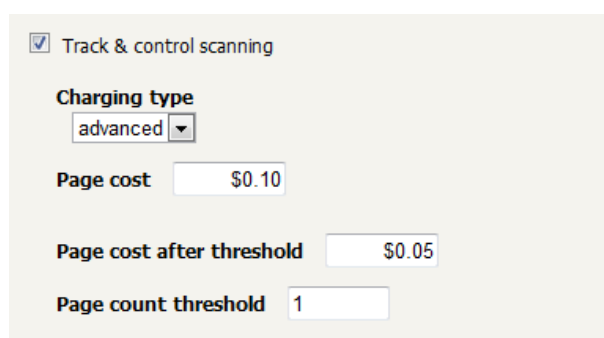 Track & control scanning
Charging type
advanced
Page cost $0.10
Page cost after threshold $0.05
Page count threshold 1